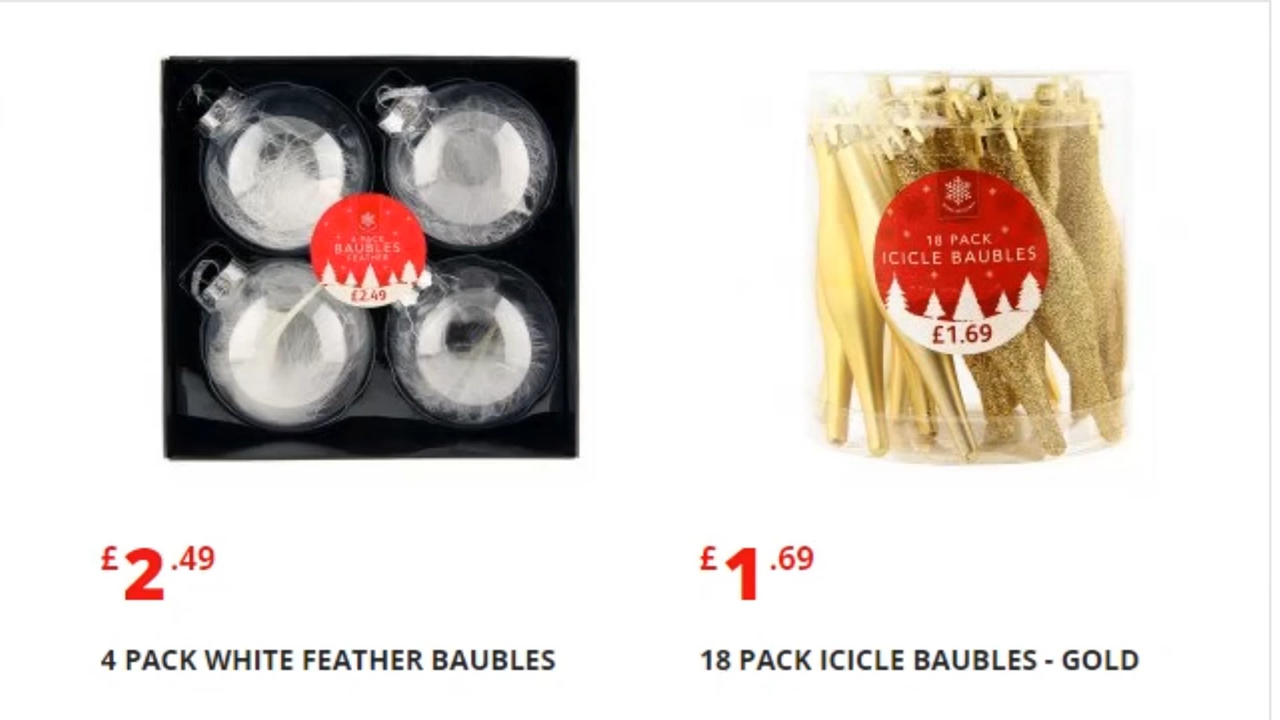 4 PACK
BAUBLES
FEATHER
£2.49
18 PACK
ICICLE BAUBLES
£1.69
£2.49
£1.69
4 PACK WHITE FEATHER BAUBLES
18 PACK ICICLE BAUBLES - GOLD